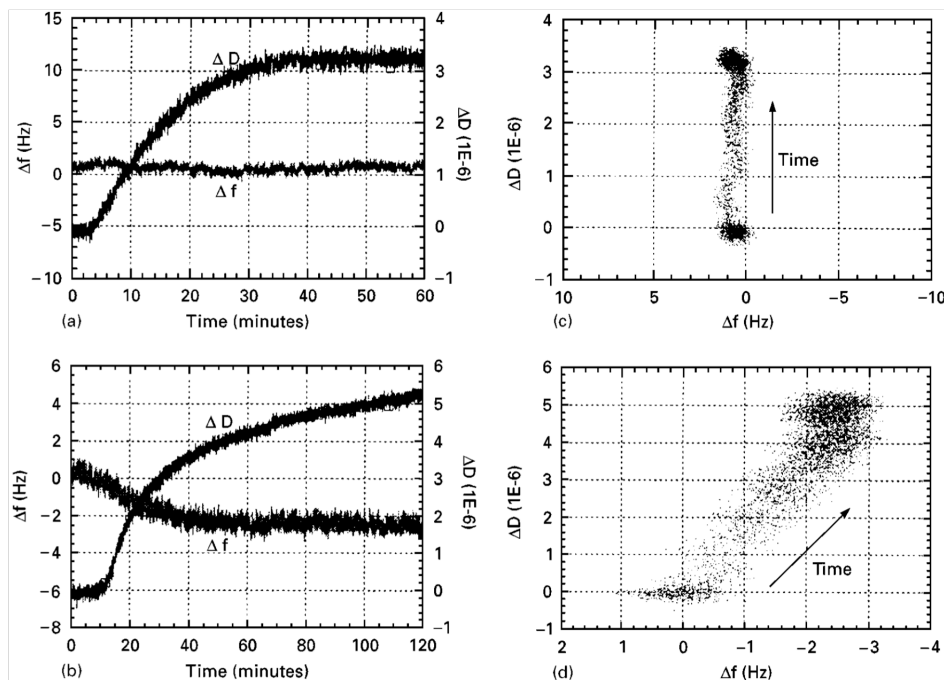 15
10
5
0
−5
−10
Δf (Hz)
Δ D
Δ f
4
3
2
1
0
−1
ΔD (1E-6)
0 10 20 30 40 50 60
(a) Time (minutes)
4
3
2
1
0
−1
ΔD (1E-6)
Time
10 5 0 −5 −10
Δf (Hz) (c)
6
4
2
0
−2
−4
−6
−8
Δf (Hz)
Δ D
Δ f
6
5
4
3
2
1
0
−1
ΔD (1E-6)
0 20 40 60 80 100 120
(b) Time (minutes)
6
5
4
3
2
1
0
−1
ΔD (1E-6)
Time
2 1 0 −1 −2 −3 −4
(d) Δf (Hz)